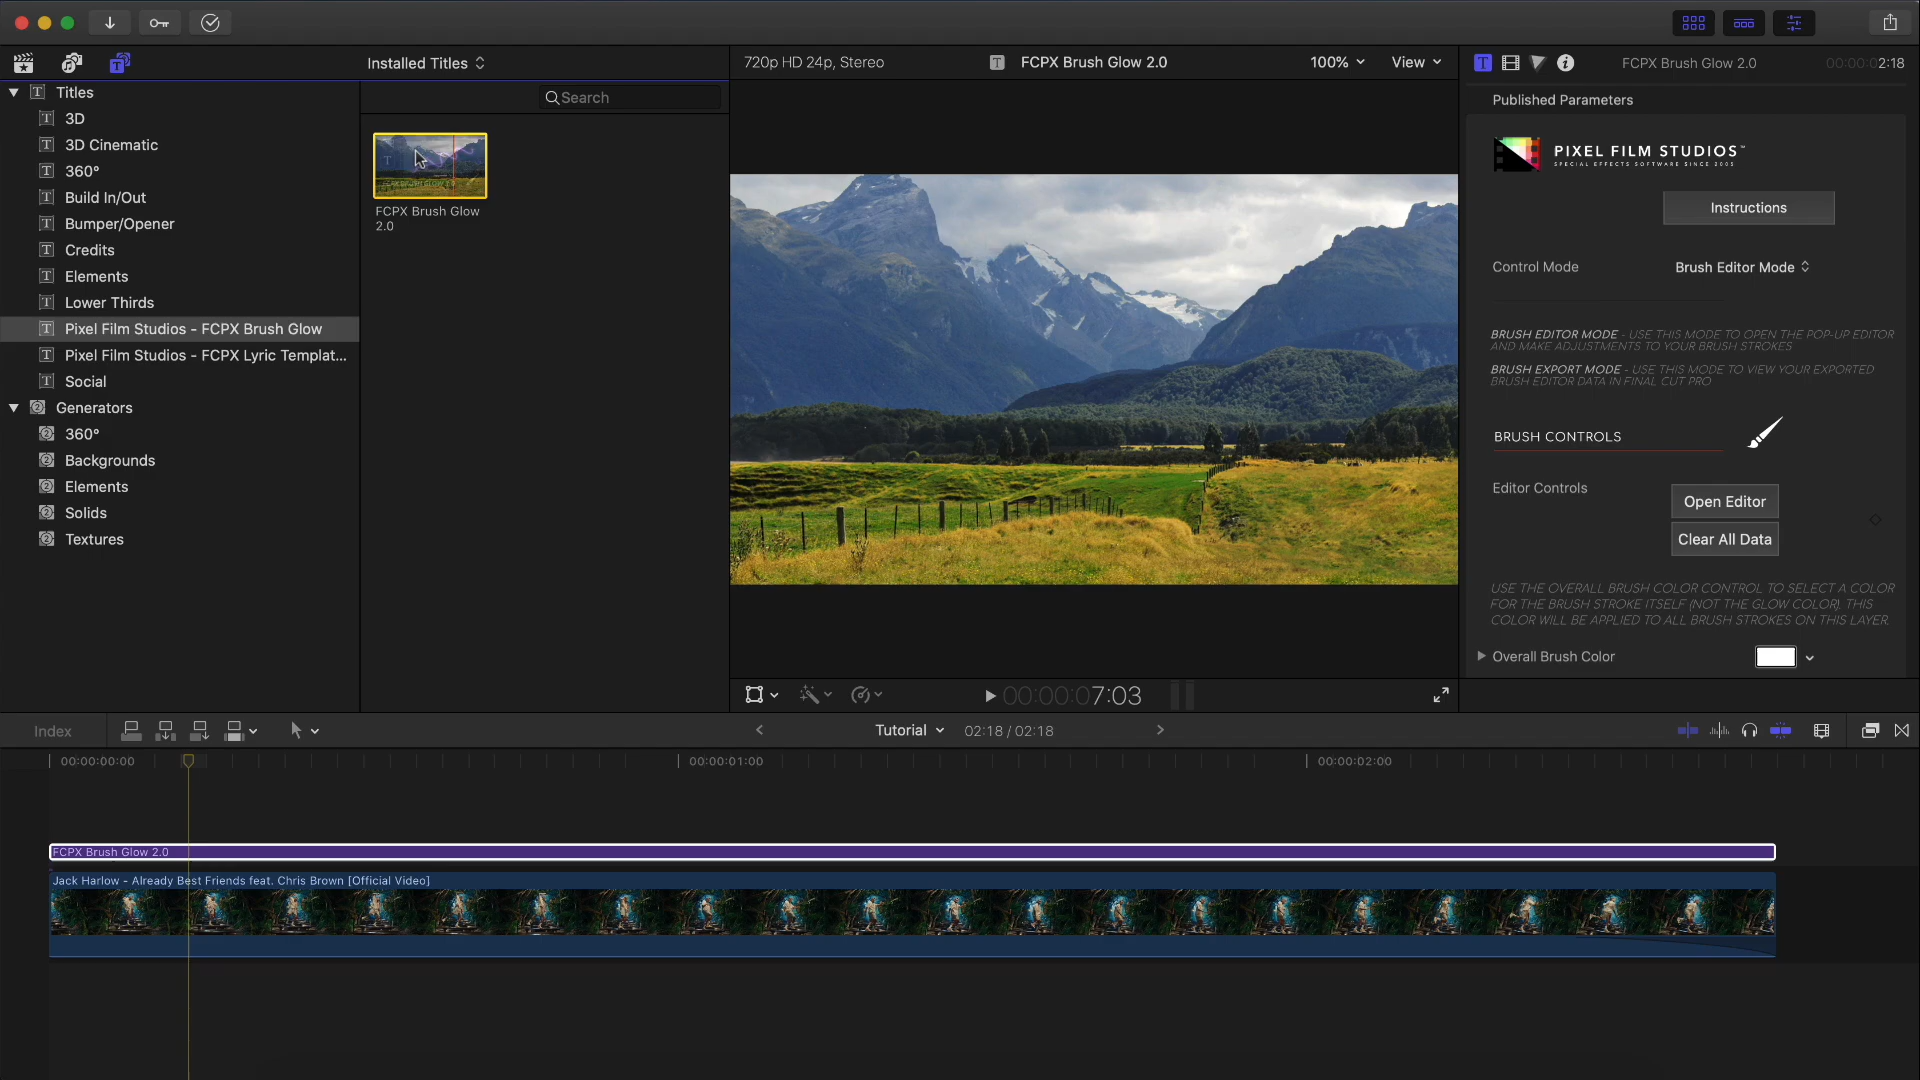 Installed Titles
720p HD 24p, Stereo
FCPX Brush Glow 2.0
100%
View
FCPX Brush Glow 2.0
00:00:02:18
Titles
3D
3D Cinematic
360°
Build In/Out
Bumper/Opener
Credits
Elements
Lower Thirds
Pixel Film Studios - FCPX Brush Glow
Pixel Film Studios - FCPX Lyric Templat...
Social
Generators
360°
Backgrounds
Elements
Solids
Textures
Search
FCPX Brush Glow
2.0
Published Parameters
PIXEL FILM STUDIOS™
SPECIAL EFFECTS SOFTWARE SINCE 2005
Instructions
Control Mode
Brush Editor Mode
BRUSH EDITOR MODE - USE THIS MODE TO OPEN THE POP-UP EDITOR
AND MAKE ADJUSTMENTS TO YOUR BRUSH STROKES
BRUSH EXPORT MODE - USE THIS MODE TO VIEW YOUR EXPORTED
BRUSH EDITOR DATA IN FINAL CUT PRO
BRUSH CONTROLS
Editor Controls
Open Editor
Clear All Data
USE THE OVERALL BRUSH COLOR CONTROL TO SELECT A COLOR
FOR THE BRUSH STROKE ITSELF (NOT THE GLOW COLOR). THIS
COLOR WILL BE APPLIED TO ALL BRUSH STROKES ON THIS LAYER.
Overall Brush Color
00:00:07:03
Index
Tutorial
02:18 / 02:18
00:00:00:00
00:00:01:00
00:00:02:00
FCPX Brush Glow 2.0
Jack Harlow - Already Best Friends feat. Chris Brown [Official Video]